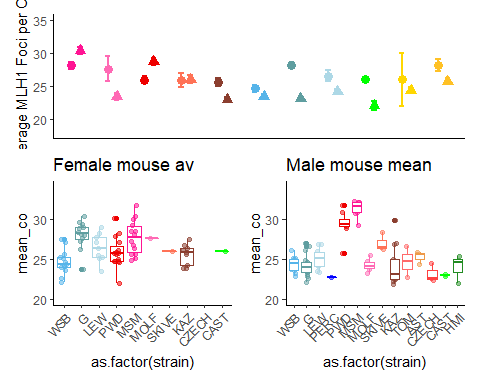 erage MLH1 Foci per C
35
30
25
20
Female mouse av
mean_co
30
25
20
WSB
G
LEW
PWD
MSM
MOLF
SKIVE
KAZ
CZECH
CAST
as.factor(strain)
Male mouse mean
mean_co
30
25
20
WSB
G
LEW
PERC
PWD
MSM
MOLF
SKIVE
KAZ
TOM
AST
CZECH
CAST
HMI
as.factor(strain)